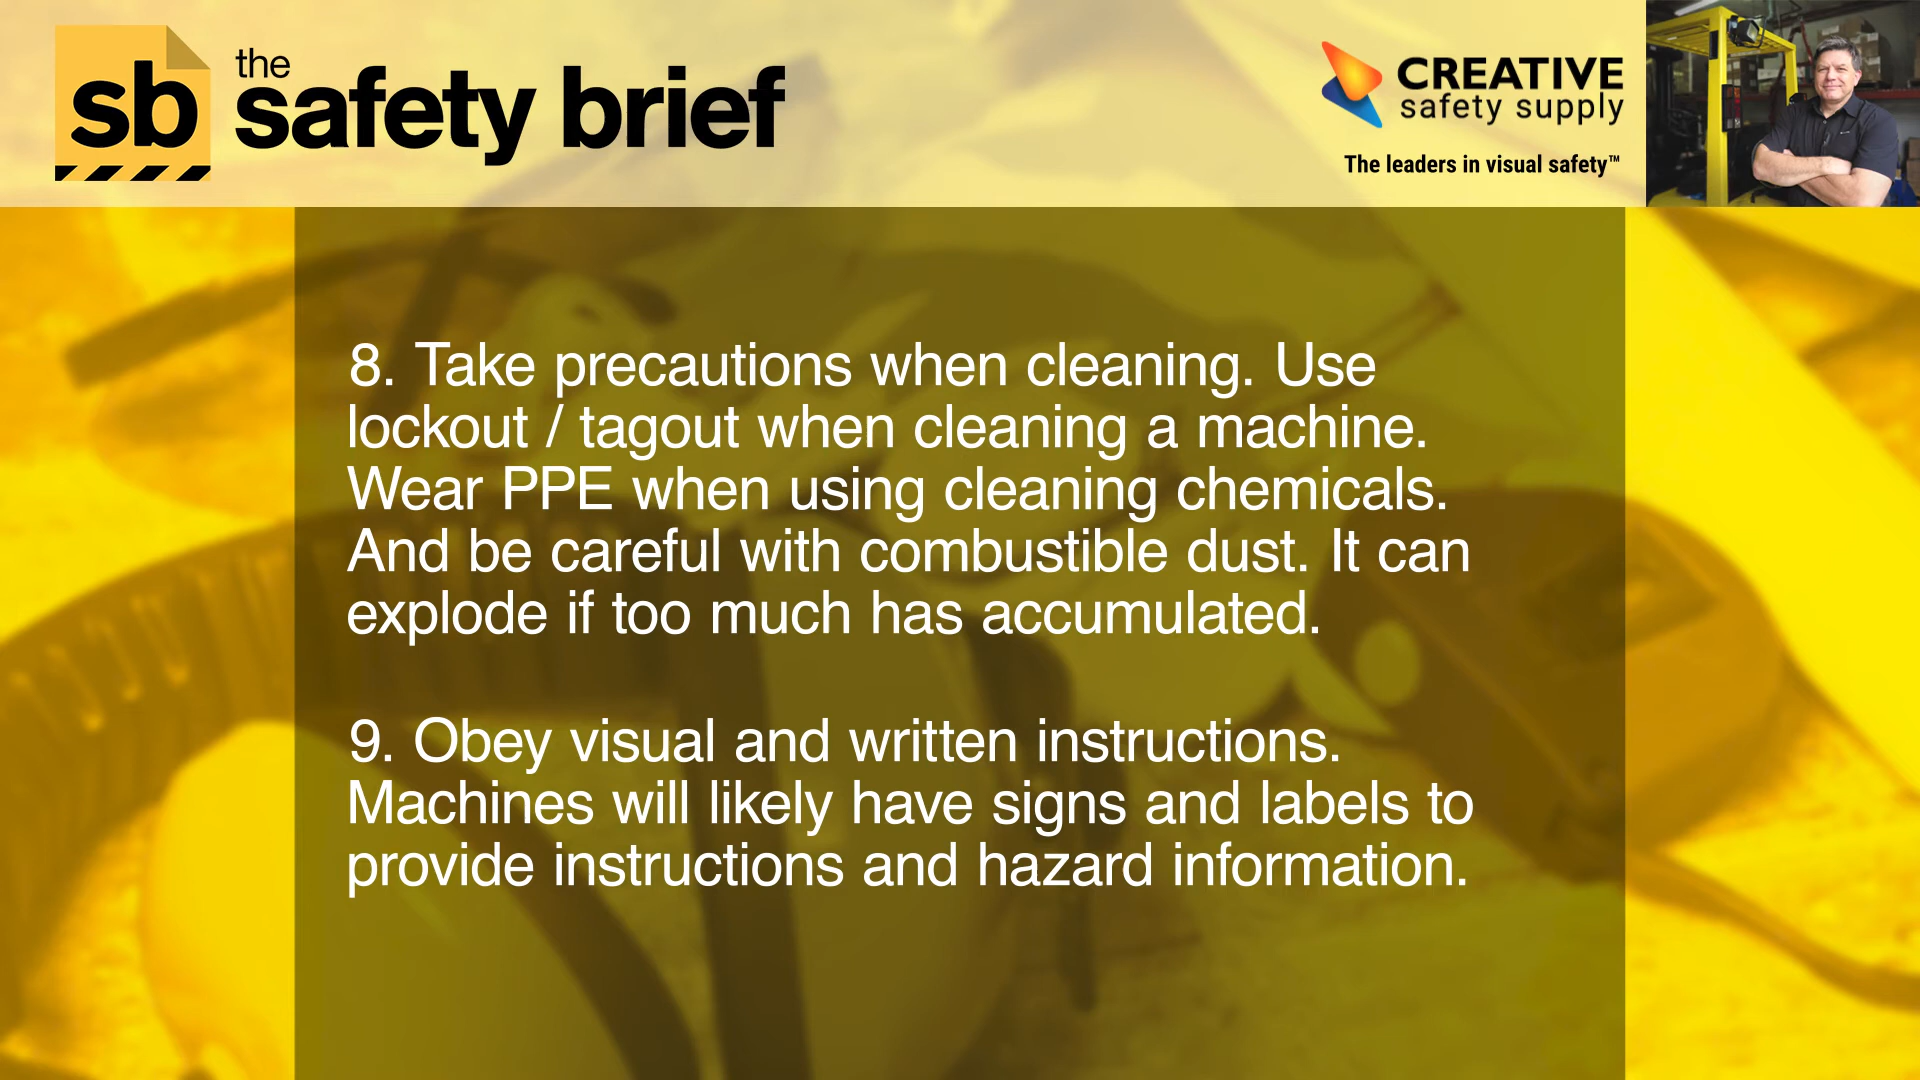 sb
the
safety brief
CREATIVE
safety supply
The leaders in visual safety™
8. Take precautions when cleaning. Use
lockout / tagout when cleaning a machine.
Wear PPE when using cleaning chemicals.
And be careful with combustible dust. It can
explode if too much has accumulated.
9. Obey visual and written instructions.
Machines will likely have signs and labels to
provide instructions and hazard information.